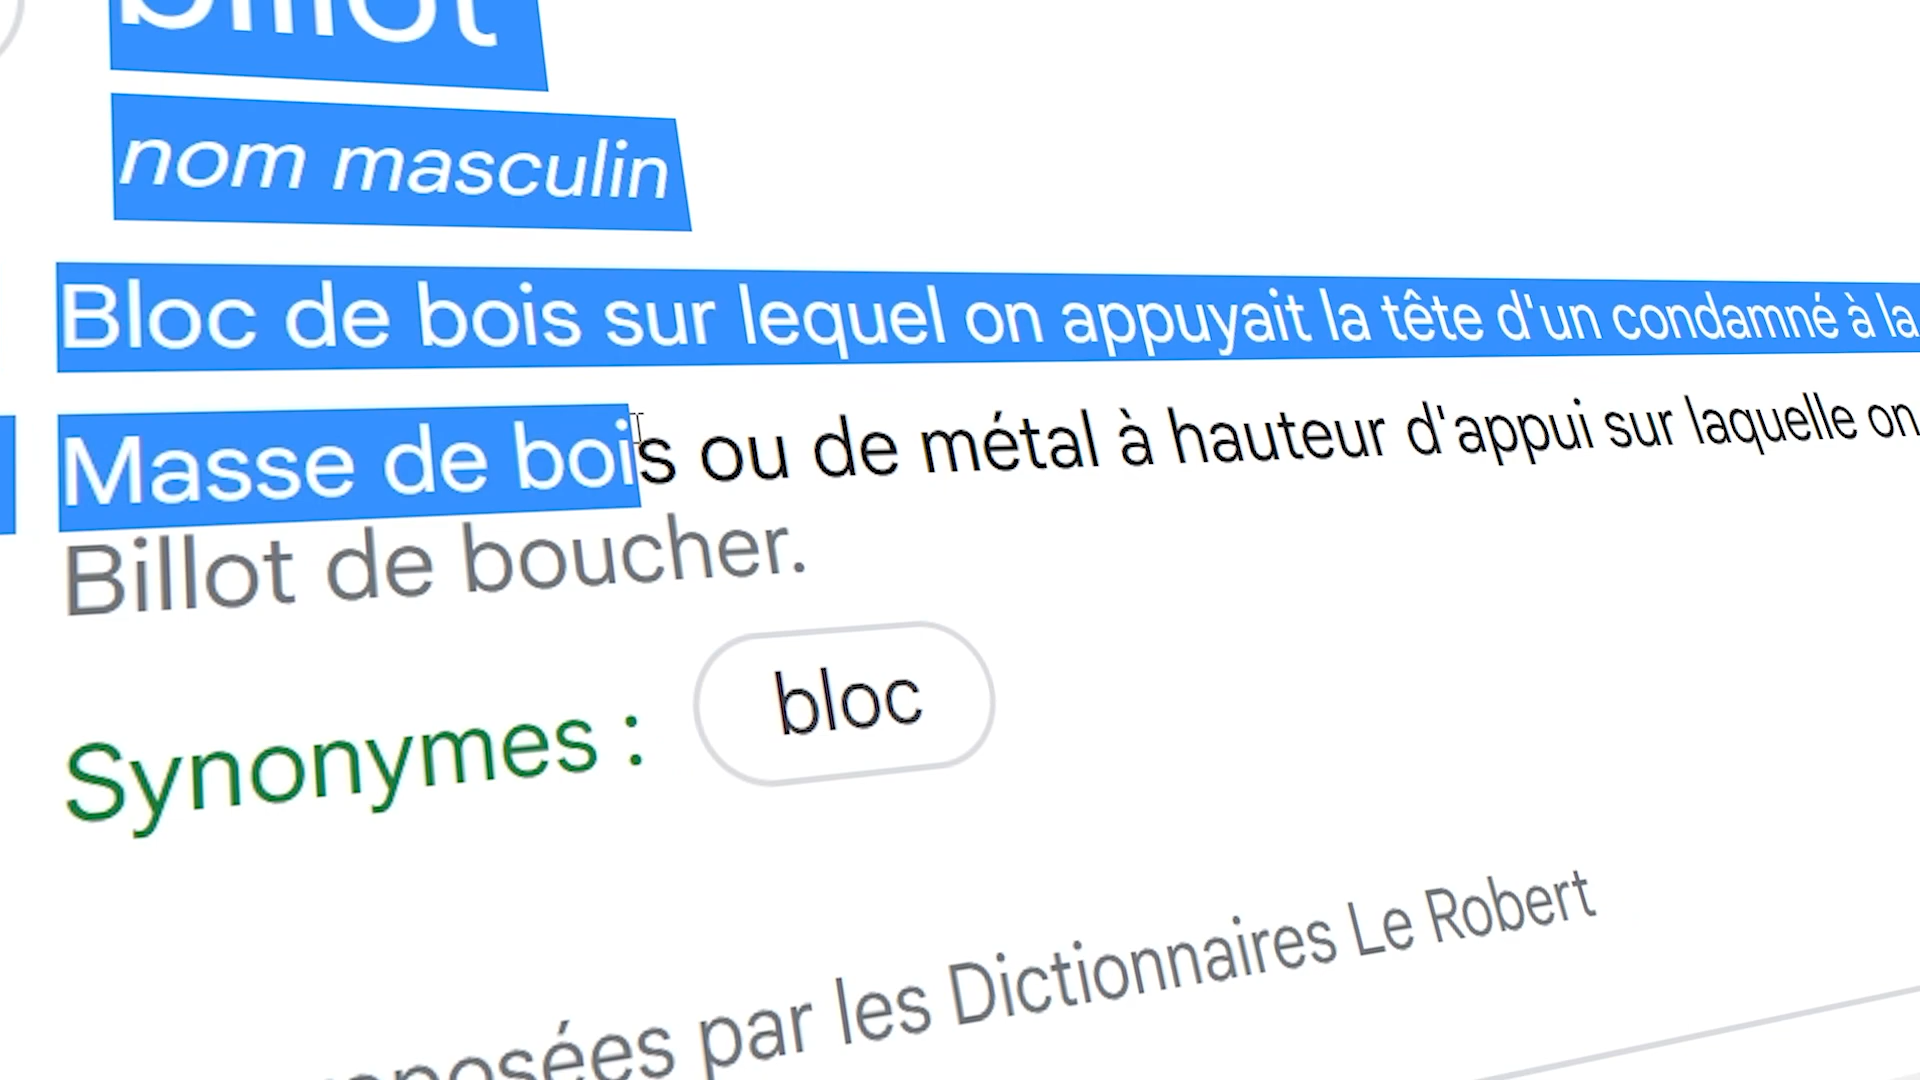 billot
nom masculin
Bloc de bois sur lequel on appuyait la tête d'un condamné à la
Masse de bois ou de métal à hauteur d'appui sur laquelle on
Billot de boucher.
Synonymes : bloc
par les Dictionnaires Le Robert